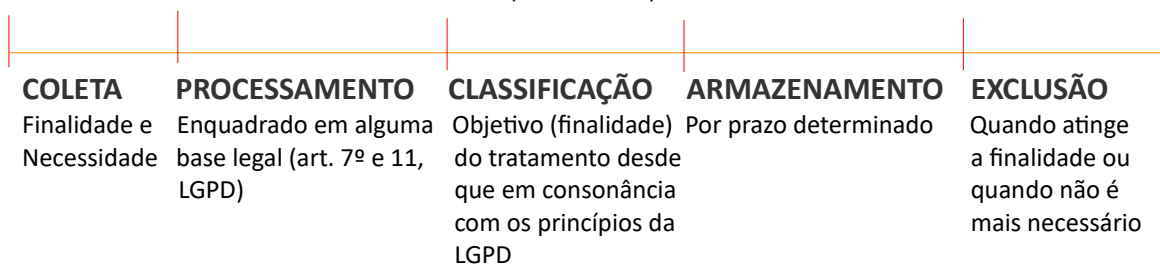 COLETA PROCESSAMENTO CLASSIFICAÇÃO ARMAZENAMENTO EXCLUSÃO
Finalidade e Enquadrado em alguma Objetivo (finalidade) Por prazo determinado Quando atinge
Necessidade base legal (art. 7º e 11, do tratamento desde a finalidade ou
LGPD) que em consonância quando não é
com os princípios da mais necessário
LGPD